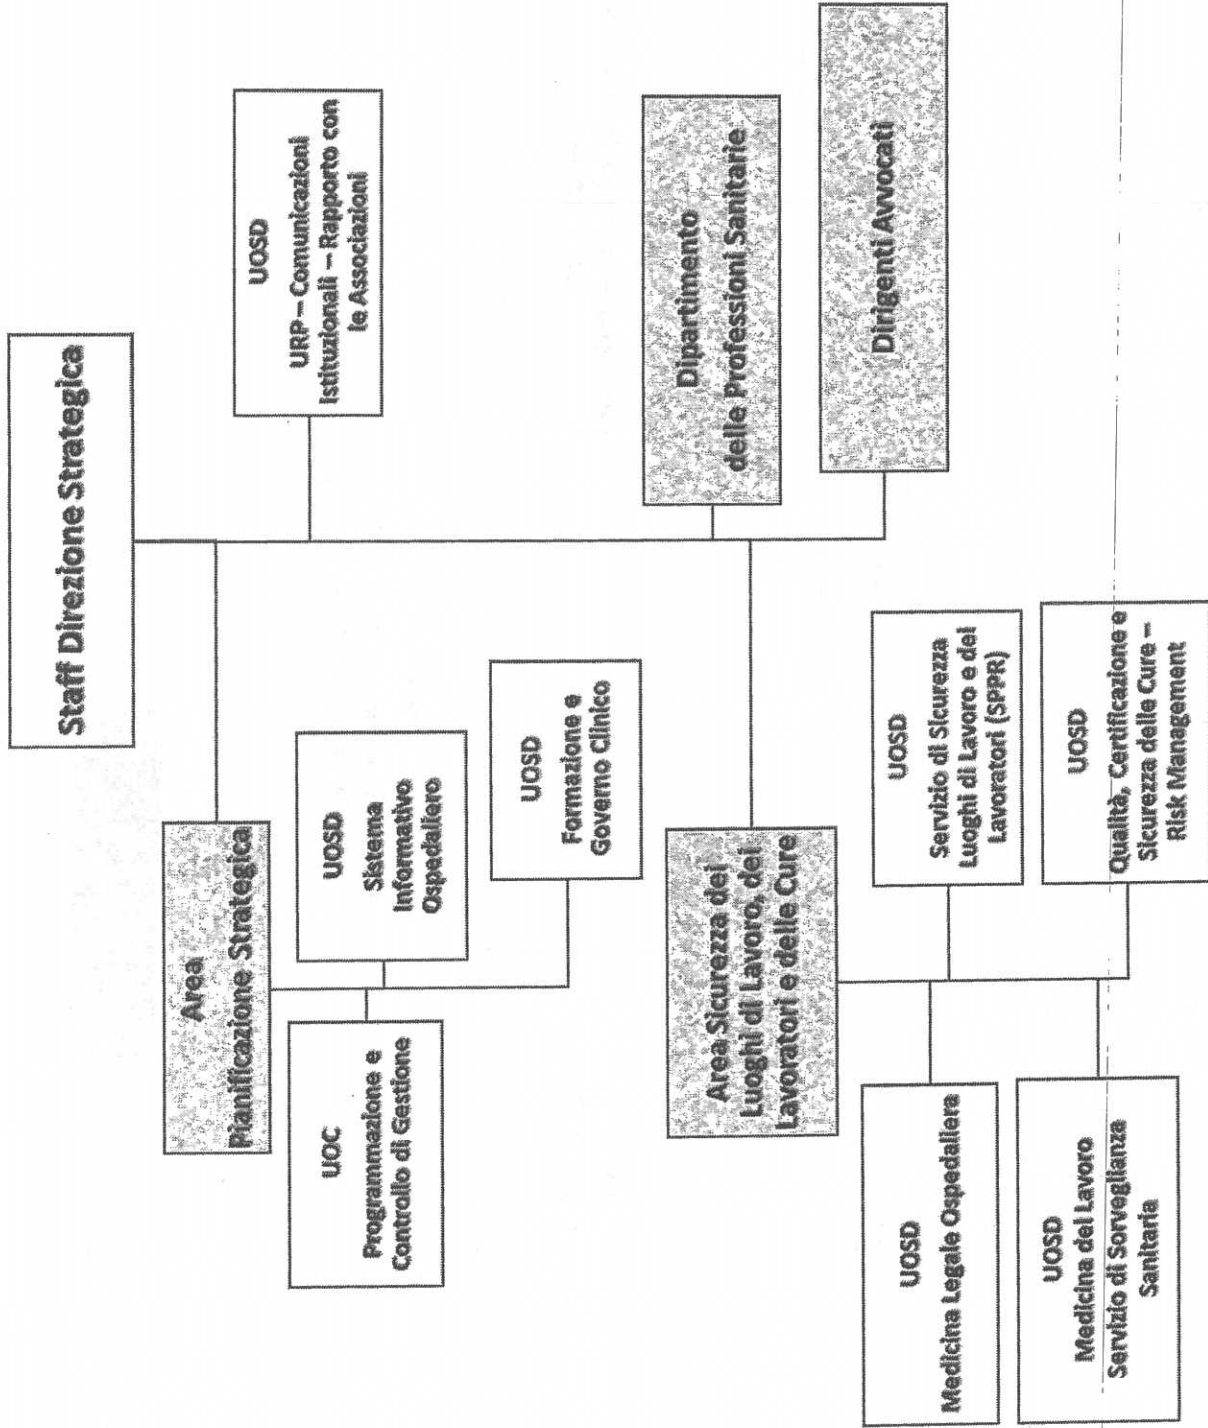 Staff Direzione Strategica
Area
Pianificazione Strategica
UOSD
URP – Comunicazioni
Istituzionali – Rapporto con
le Associazioni
UOC
Programmazione e
Controllo di Gestione
UOSD
Sistema
Informativo
Ospedaliero
UOSD
Formazione e
Governo Clinico
Area Sicurezza dei
Luoghi di Lavoro, dei
Lavoratori e delle Cure
Dipartimento
delle Professioni Sanitarie
Dirigenti Avvocati
UOSD
Medicina Legale Ospedaliera
UOSD
Servizio di Sicurezza
Luoghi di Lavoro e dei
Lavoratori (SPPR)
UOSD
Medicina del Lavoro
Servizio di Sorveglianza
Sanitaria
UOSD
Qualità, Certificazione e
Sicurezza delle Cure –
Risk Management